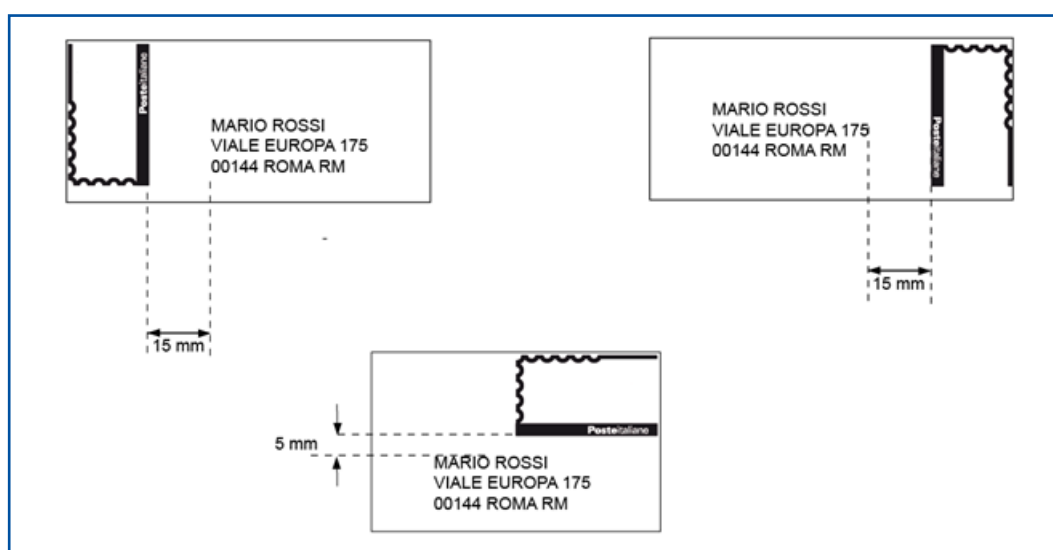 Posteitaliane
MARIO ROSSI
VIALE EUROPA 175
00144 ROMA RM
15 mm
MARIO ROSSI
VIALE EUROPA 175
00144 ROMA RM
Posteitaliane
15 mm
Posteitaliane
5 mm
MARIO ROSSI
VIALE EUROPA 175
00144 ROMA RM